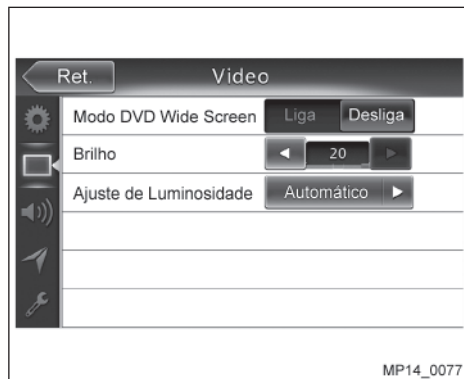 Ret. Video
Modo DVD Wide Screen Liga Desliga
Brilho 20
Ajuste de Luminosidade Automático
MP14_0077